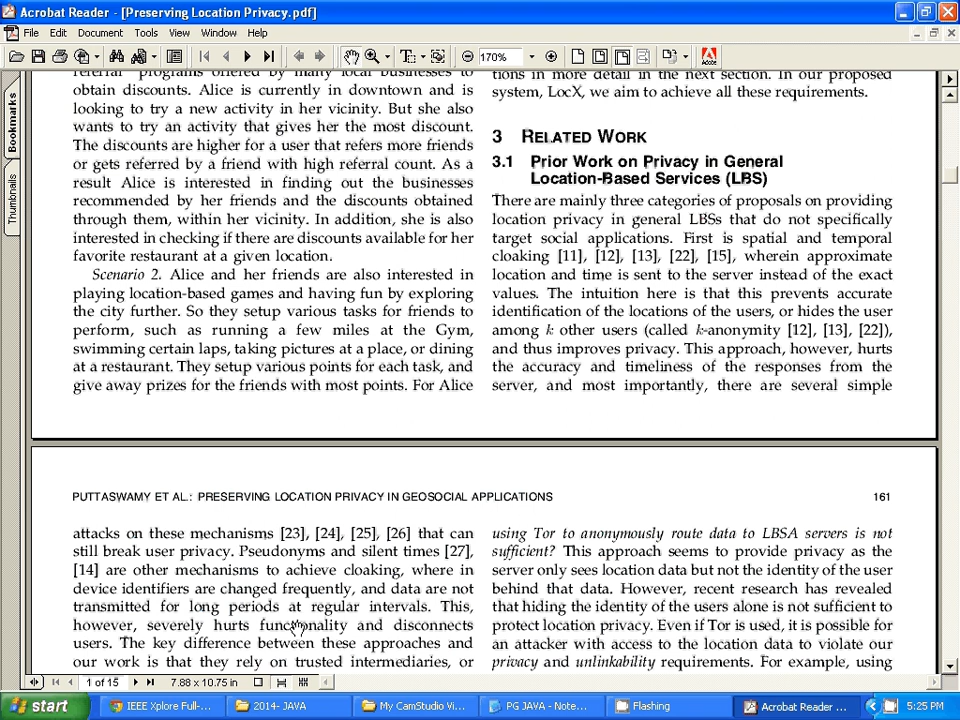 Acrobat Reader - [Preserving Location Privacy.pdf]
File Edit Document Tools View Window Help
170%
Bookmarks
Thumbnails
referral programs offered by many local businesses to
obtain discounts. Alice is currently in downtown and is
looking to try a new activity in her vicinity. But she also
wants to try an activity that gives her the most discount.
The discounts are higher for a user that refers more friends
or gets referred by a friend with high referral count. As a
result Alice is interested in finding out the businesses
recommended by her friends and the discounts obtained
through them, within her vicinity. In addition, she is also
interested in checking if there are discounts available for her
favorite restaurant at a given location.
Scenario 2. Alice and her friends are also interested in
playing location-based games and having fun by exploring
the city further. So they setup various tasks for friends to
perform, such as running a few miles at the Gym,
swimming certain laps, taking pictures at a place, or dining
at a restaurant. They setup various points for each task, and
give away prizes for the friends with most points. For Alice
tions in more detail in the next section. In our proposed
system, LocX, we aim to achieve all these requirements.
3 RELATED WORK
3.1 Prior Work on Privacy in General
Location-Based Services (LBS)
There are mainly three categories of proposals on providing
location privacy in general LBSs that do not specifically
target social applications. First is spatial and temporal
cloaking [11], [12], [13], [22], [15], wherein approximate
location and time is sent to the server instead of the exact
values. The intuition here is that this prevents accurate
identification of the locations of the users, or hides the user
among k other users (called k-anonymity [12], [13], [22]),
and thus improves privacy. This approach, however, hurts
the accuracy and timeliness of the responses from the
server, and most importantly, there are several simple
PUTTASWAMY ET AL.: PRESERVING LOCATION PRIVACY IN GEOSOCIAL APPLICATIONS 161
attacks on these mechanisms [23], [24], [25], [26] that can
still break user privacy. Pseudonyms and silent times [27],
[14] are other mechanisms to achieve cloaking, where in
device identifiers are changed frequently, and data are not
transmitted for long periods at regular intervals. This,
however, severely hurts functionality and disconnects
users. The key difference between these approaches and
our work is that they rely on trusted intermediaries, or
using Tor to anonymously route data to LBSA servers is not
sufficient? This approach seems to provide privacy as the
server only sees location data but not the identity of the user
behind that data. However, recent research has revealed
that hiding the identity of the users alone is not sufficient to
protect location privacy. Even if Tor is used, it is possible for
an attacker with access to the location data to violate our
privacy and unlinkability requirements. For example, using
1 of 15 7.88 x 10.75 in
start IEEE Xplore Full-... 2014- JAVA My CamStudio Vi... PG JAVA - Note... Flashing Acrobat Reader ... 5:25 PM